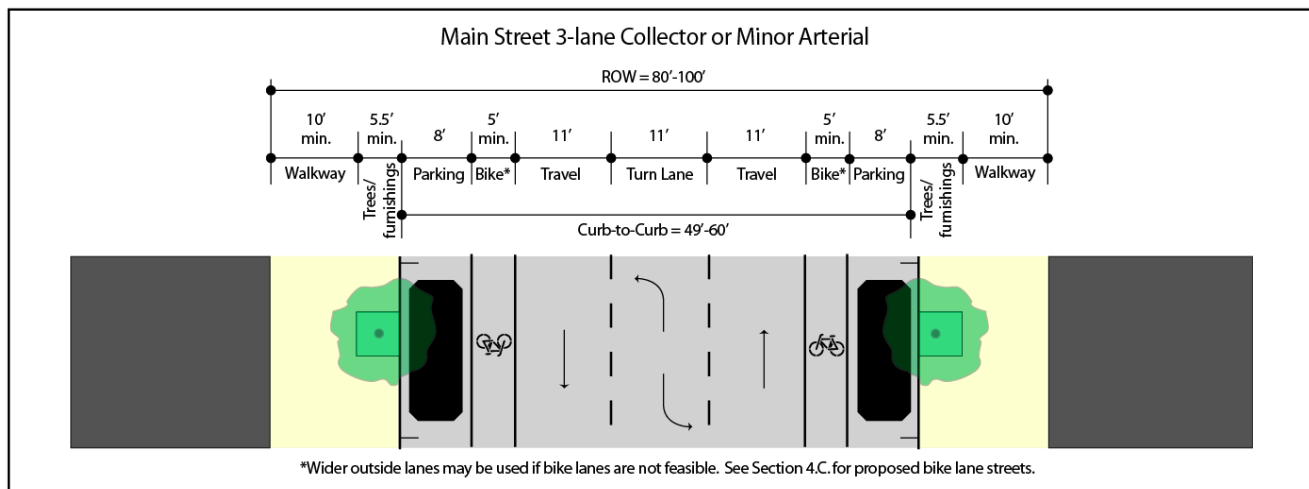 Main Street 3-lane Collector or Minor Arterial
ROW = 80’-100’
10’ min.
5.5’ min.
8’
5’ min.
11’
11’
11’
5’ min.
8’
5.5’ min.
10’ min.
Walkway
Trees/ furnishings
Parking
Bike*
Travel
Turn Lane
Travel
Bike*
Parking
Trees/ furnishings
Walkway
Curb-to-Curb = 49’-60’
*Wider outside lanes may be used if bike lanes are not feasible. See Section 4.C. for proposed bike lane streets.